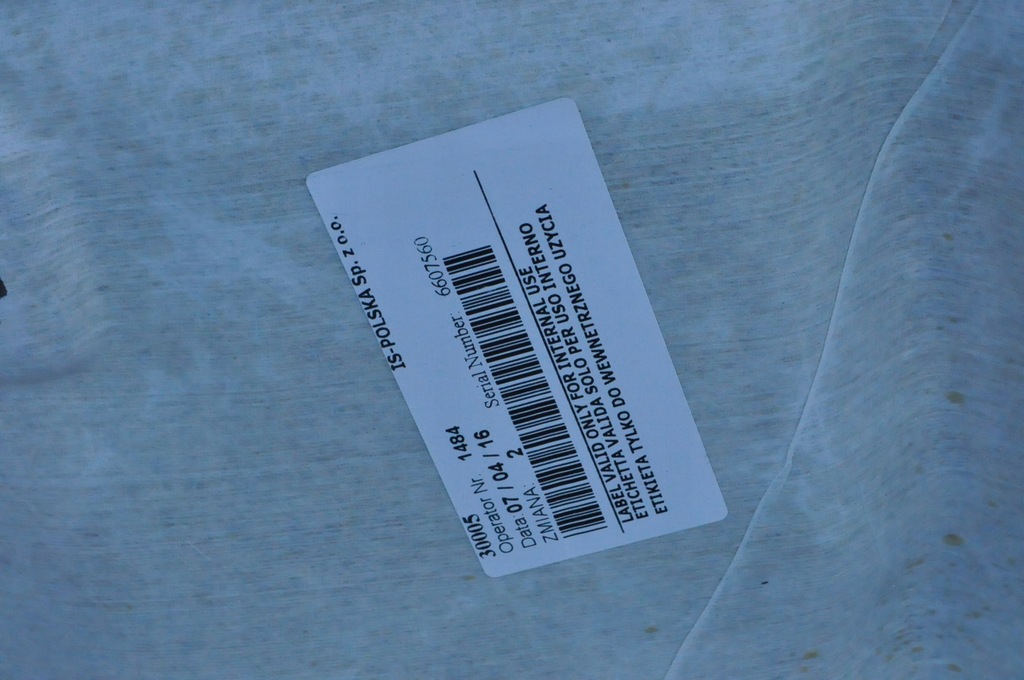 IS-POLSKA Sp. z o.o.
30005
Operator Nr. 1484
Data 07 / 04 / 16 Serial Number: 6607560
ZMIANA: 2
LABEL VALID ONLY FOR INTERNAL USE
ETICHETTA VALIDA SOLO PER USO INTERNO
ETIKIETA TYLKO DO WEWNETRZNEGO UZYCIA